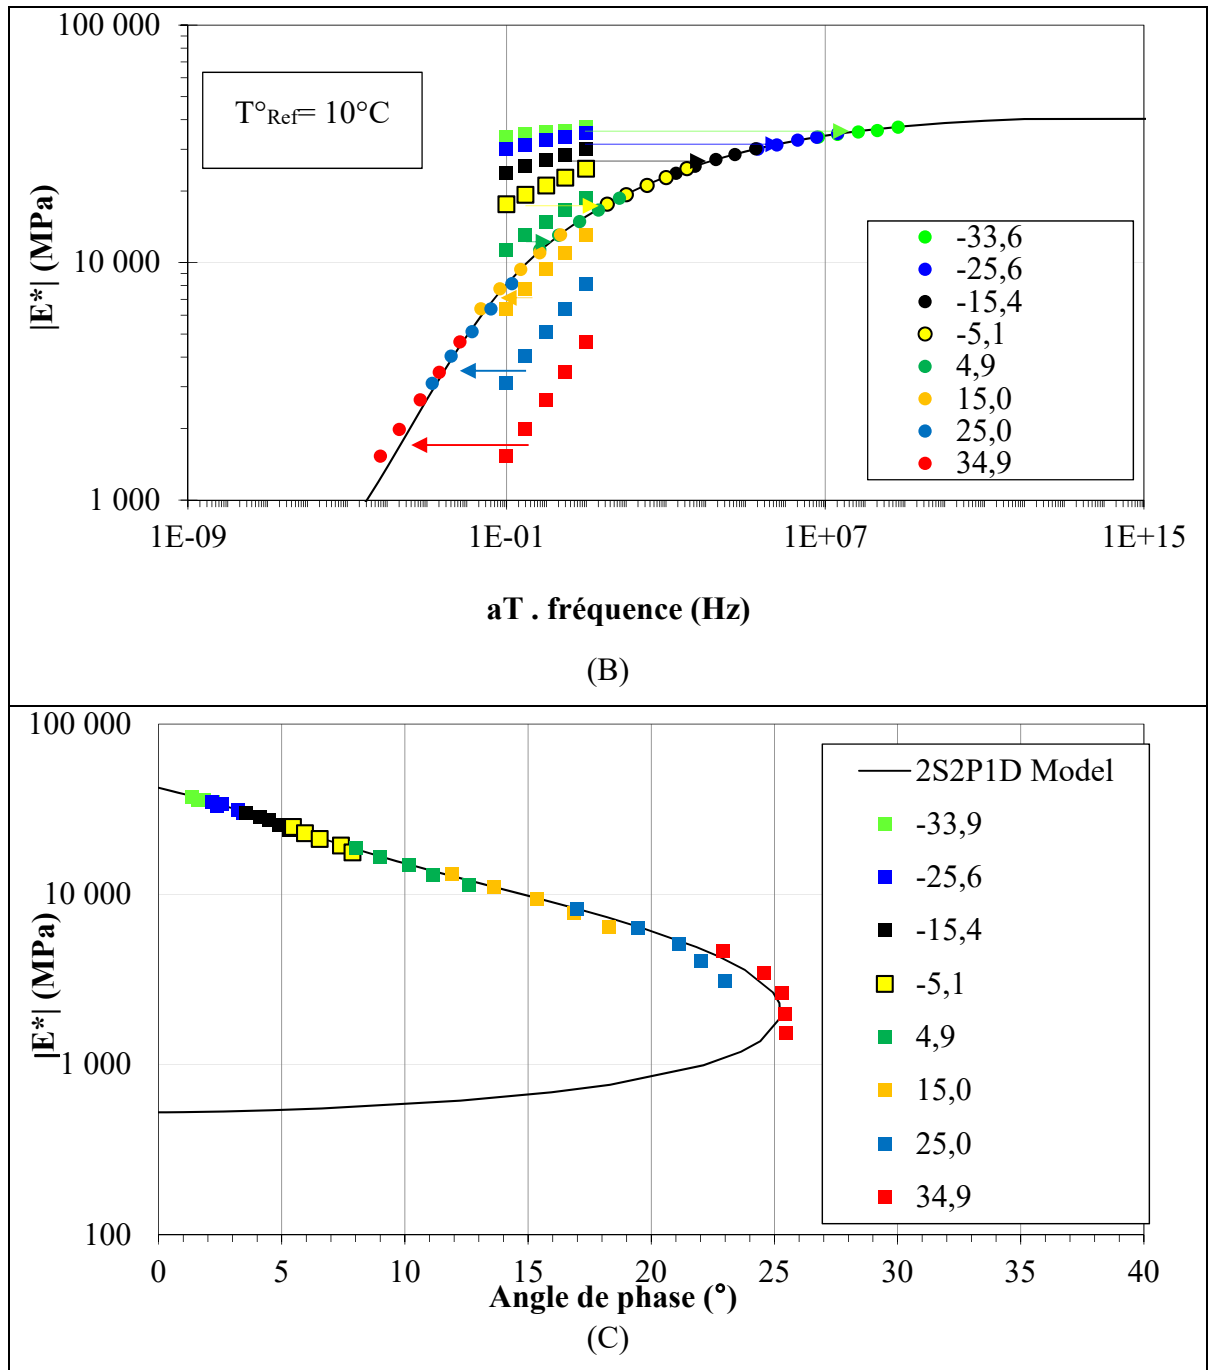 100 000
T°Ref= 10°C
10 000
1 000
|E*| (MPa)
-33,6
-25,6
-15,4
-5,1
4,9
15,0
25,0
34,9
1E-09 1E-01 1E+07 1E+15
aT . fréquence (Hz)
(B)
100 000
10 000
1 000
100
|E*| (MPa)
2S2P1D Model
-33,9
-25,6
-15,4
-5,1
4,9
15,0
25,0
34,9
0 5 10 15 20 25 30 35 40
Angle de phase (°)
(C)